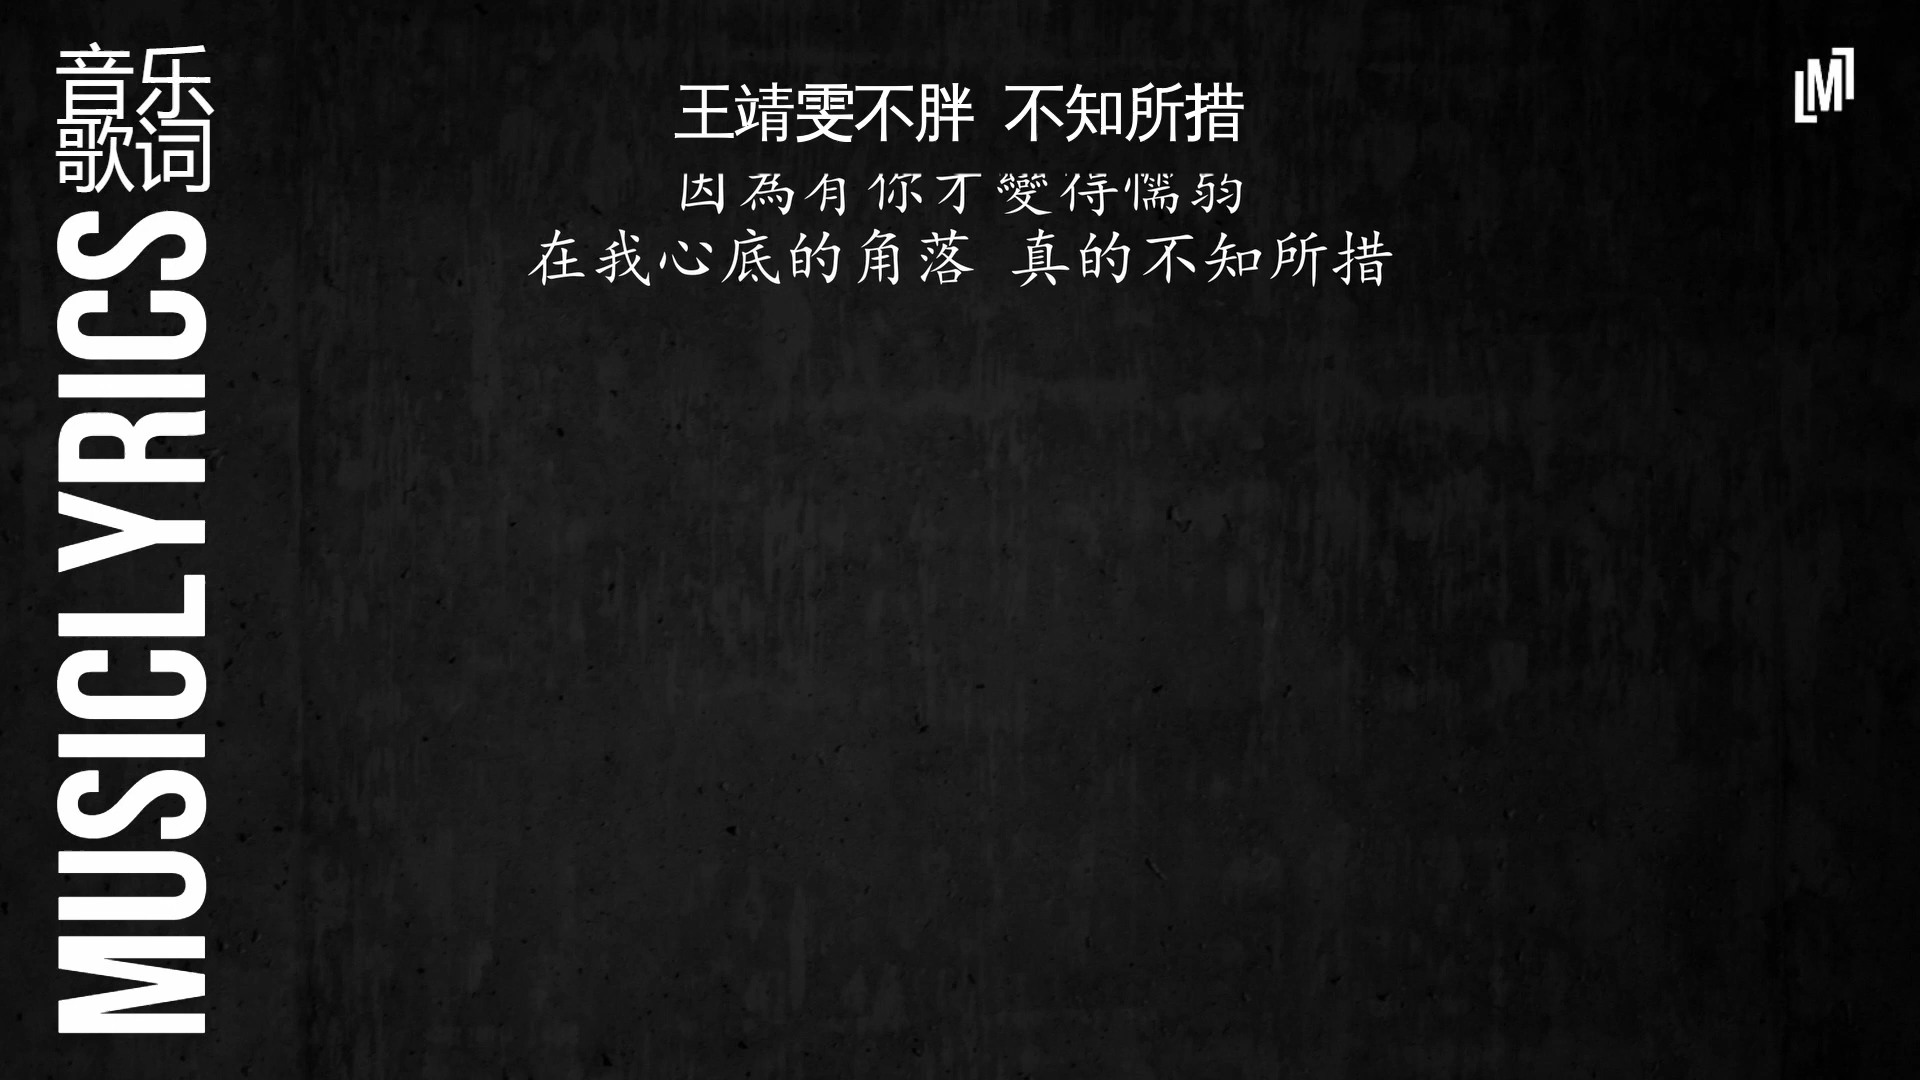 音乐
歌词
MUSICLYRICS
王靖雯不胖 不知所措
因為有你才變得懦弱
在我心底的角落 真的不知所措
LM